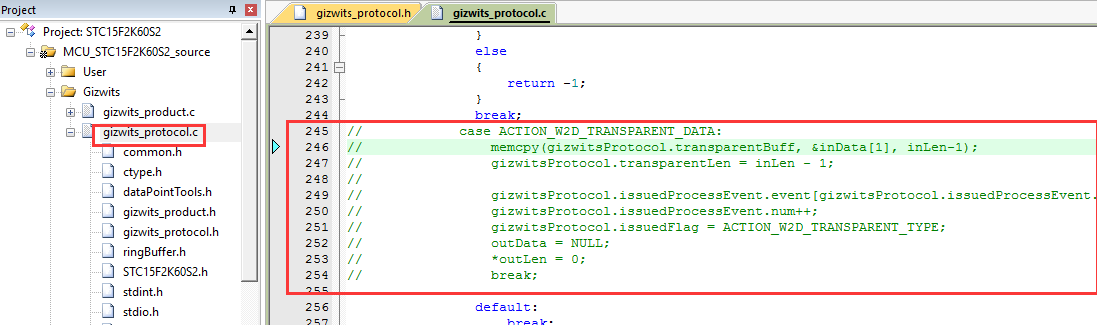 Project
Project: STC15F2K60S2
MCU_STC15F2K60S2_source
User
Gizwits
gizwits_product.c
gizwits_protocol.c
common.h
ctype.h
dataPointTools.h
gizwits_product.h
gizwits_protocol.h
ringBuffer.h
STC15F2K60S2.h
stdint.h
stdio.h
gizwits_protocol.h gizwits_protocol.c
239 }
240 else
241 {
242 return -1;
243 }
244 break;
245 // case ACTION_W2D_TRANSPARENT_DATA:
246 // memcpy(gizwitsProtocol.transparentBuff, &inData[1], inLen-1);
247 // gizwitsProtocol.transparentLen = inLen - 1;
248 //
249 // gizwitsProtocol.issuedProcessEvent.event[gizwitsProtocol.issuedProcessEvent.
250 // gizwitsProtocol.issuedProcessEvent.num++;
251 // gizwitsProtocol.issuedFlag = ACTION_W2D_TRANSPARENT_TYPE;
252 // outData = NULL;
253 // *outLen = 0;
254 // break;
255
256 default:
257 break;